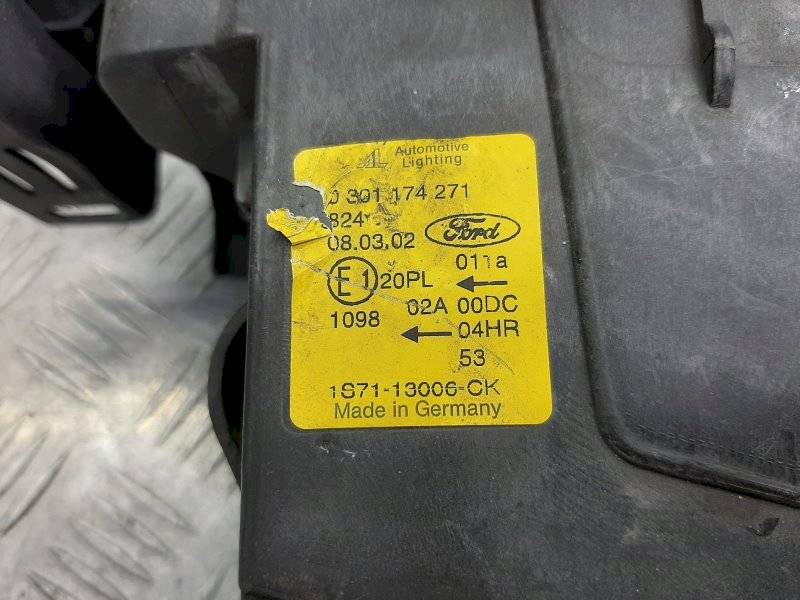 AL Automotive
Lighting
0 301 174 271
824
08.03.02 Ford
011a
E1 20PL ←
02A 00DC
1098 ← 04HR
53
1S71-13006-CK
Made in Germany